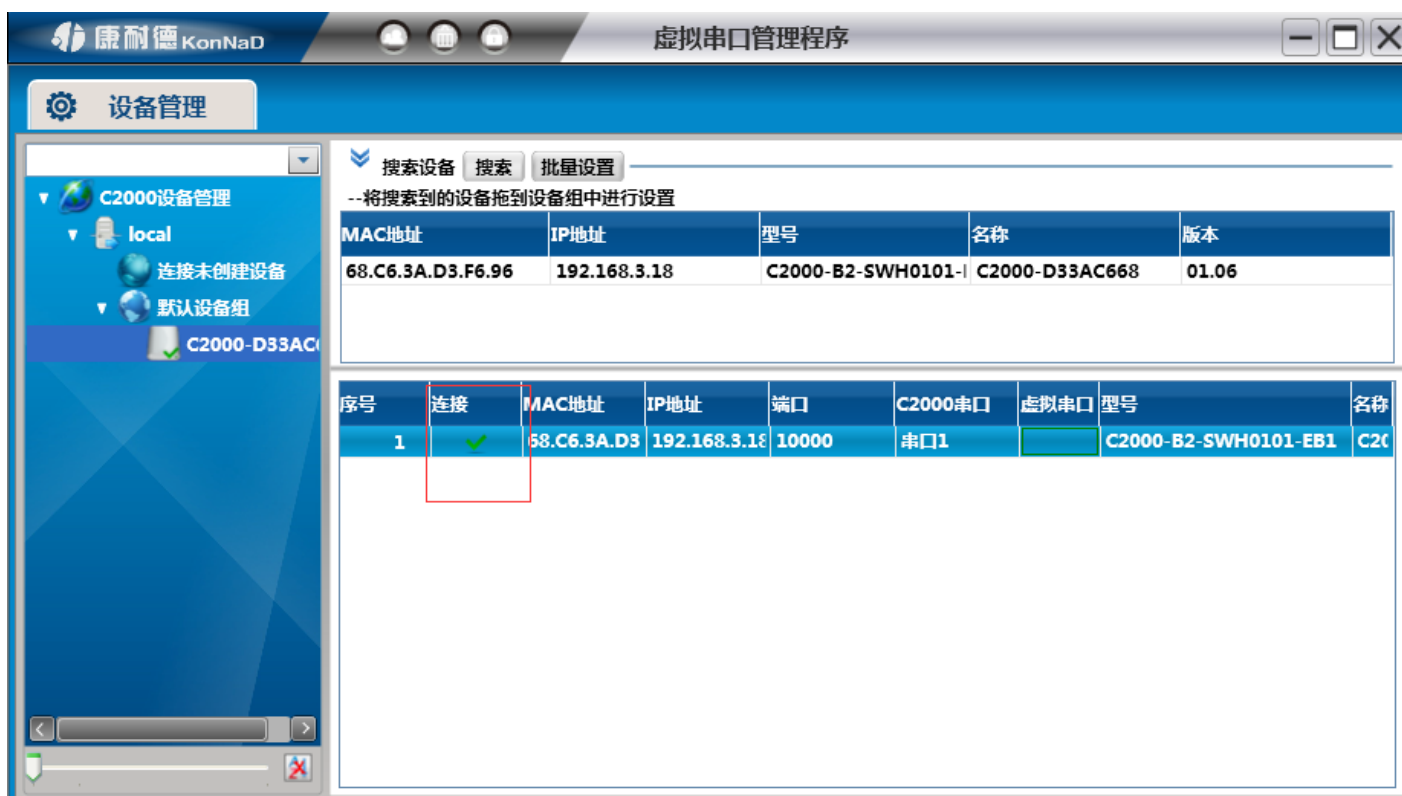 康耐德 KonNaD
虚拟串口管理程序
设备管理
C2000设备管理
local
连接未创建设备
默认设备组
C2000-D33AC
搜索设备 搜索 批量设置
--将搜索到的设备拖到设备组中进行设置
MAC地址 IP地址 型号 名称 版本
68.C6.3A.D3.F6.96 192.168.3.18 C2000-B2-SWH0101- C2000-D33AC668 01.06
序号 连接 MAC地址 IP地址 端口 C2000串口 虚拟串口 型号 名称
1 68.C6.3A.D3 192.168.3.18 10000 串口1 C2000-B2-SWH0101-EB1 C20